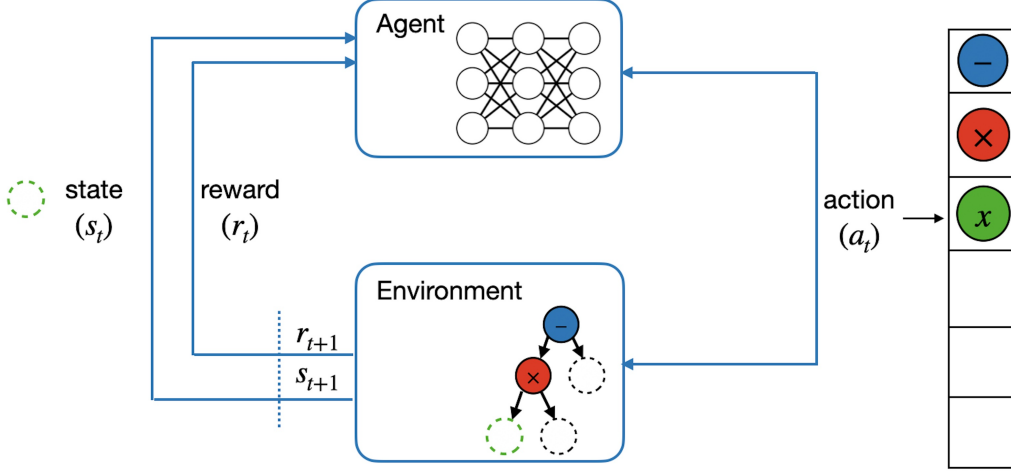 Agent
state
(s_t)
reward
(r_t)
action
(a_t)
−
×
x
Environment
r_{t+1}
s_{t+1}
−
×